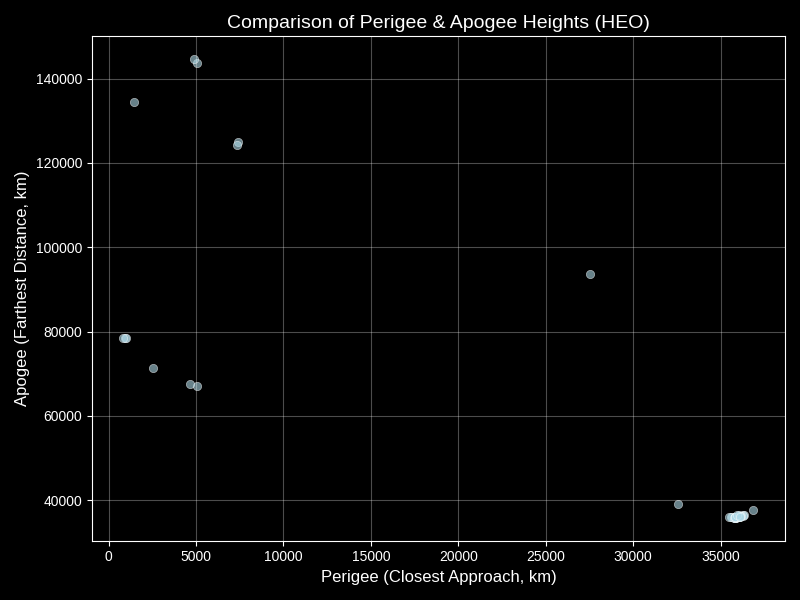 Comparison of Perigee & Apogee Heights (HEO)
140000
120000
100000
80000
60000
40000
Apogee (Farthest Distance, km)
0 5000 10000 15000 20000 25000 30000 35000
Perigee (Closest Approach, km)